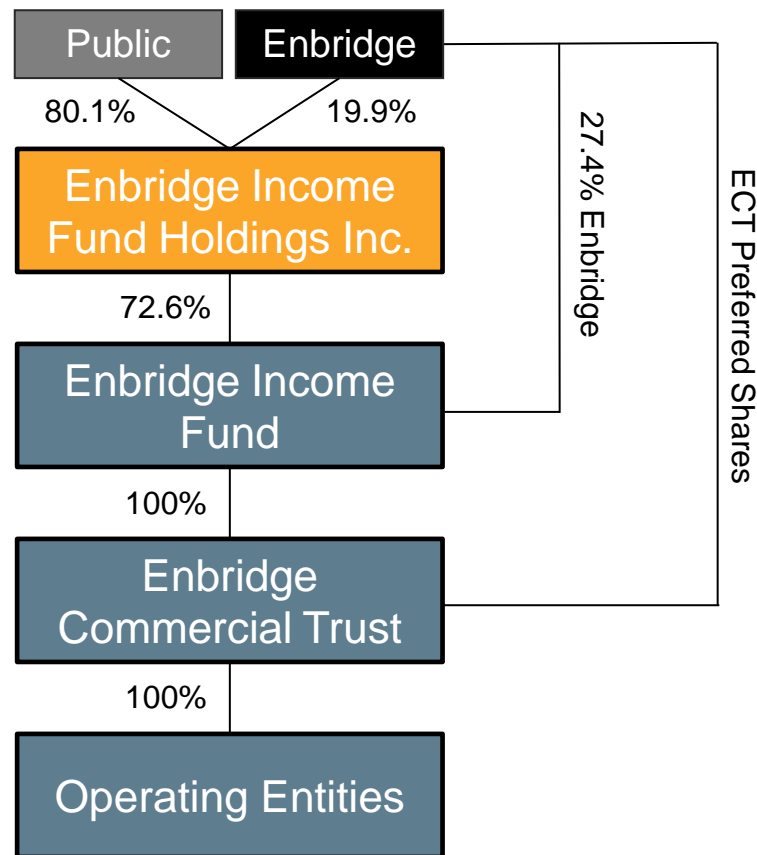 Public
Enbridge
80.1%
19.9%
Enbridge Income
Fund Holdings Inc.
72.6%
27.4% Enbridge
ECT Preferred Shares
Enbridge Income
Fund
100%
Enbridge
Commercial Trust
100%
Operating Entities